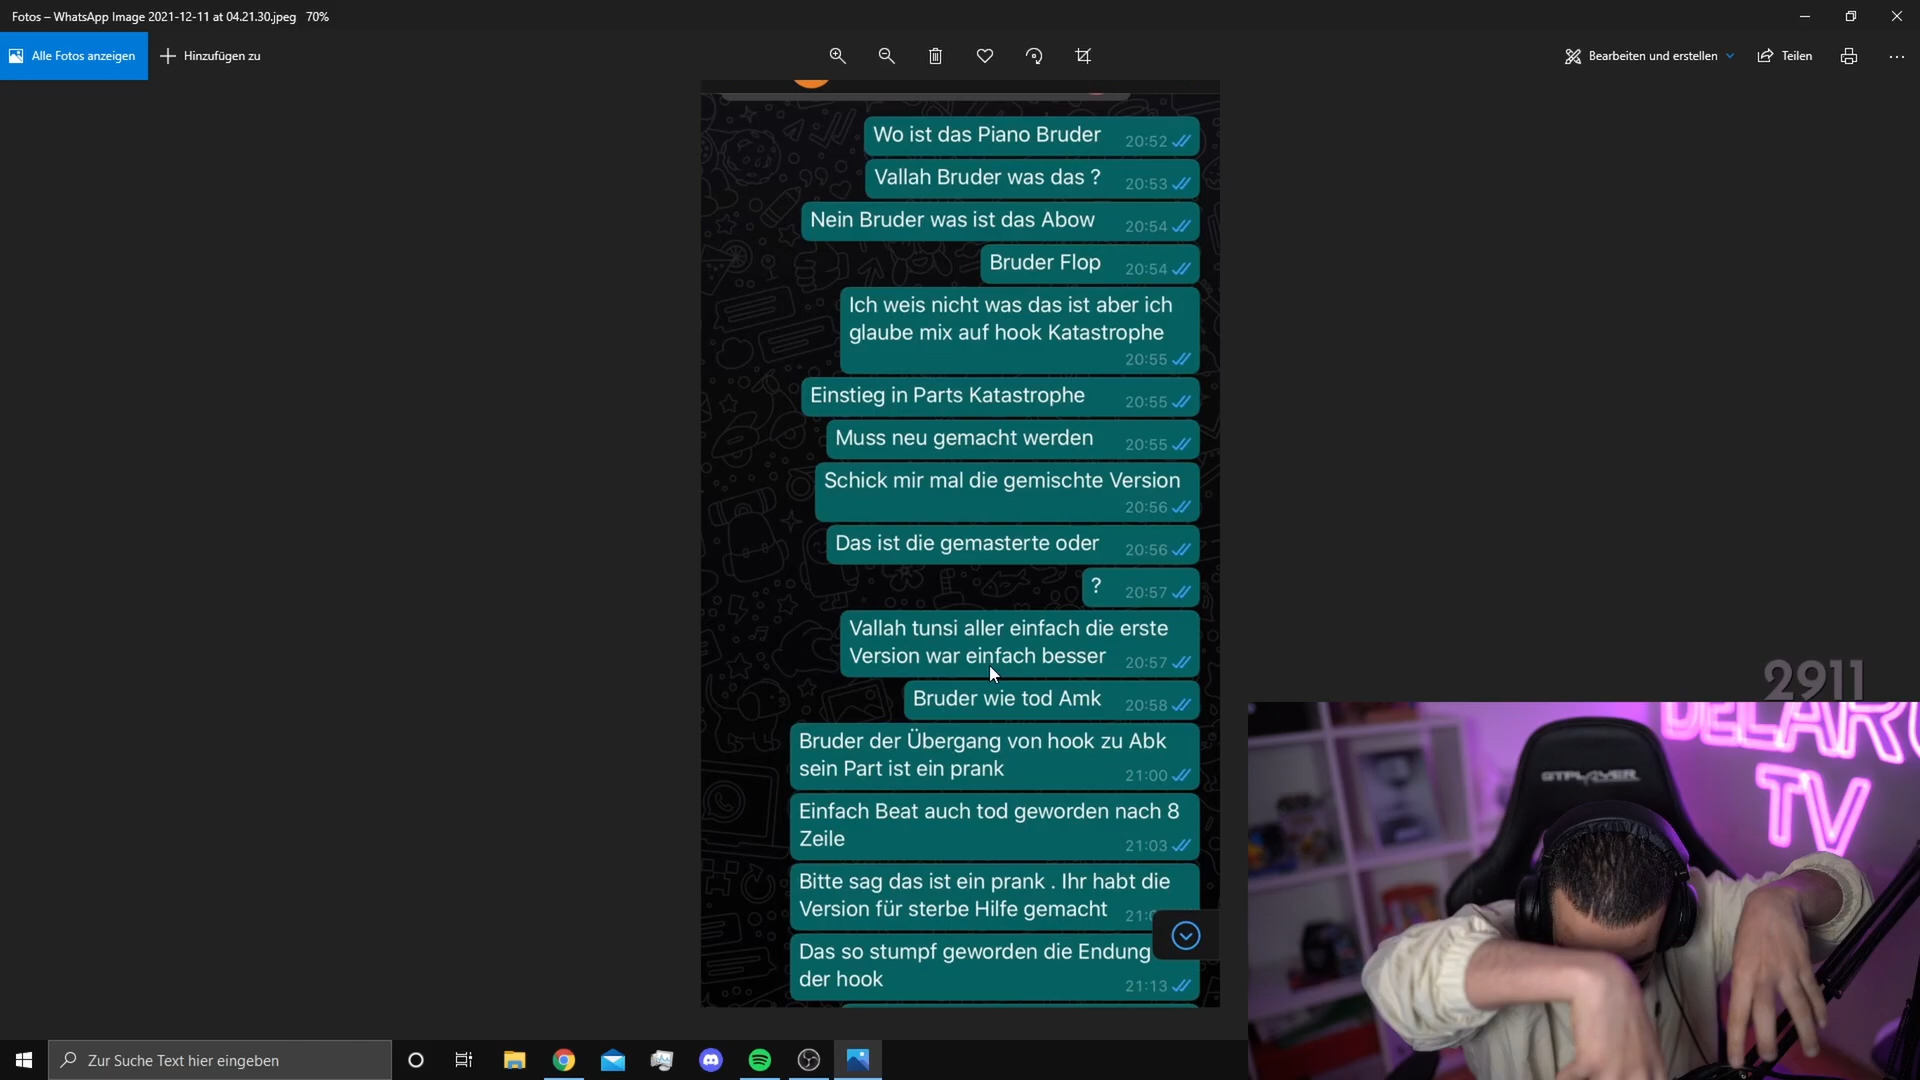 Fotos – WhatsApp Image 2021-12-11 at 04.21.30.jpeg 70%
Alle Fotos anzeigen
Hinzufügen zu
Bearbeiten und erstellen
Teilen
Wo ist das Piano Bruder 20:52
Vallah Bruder was das ? 20:53
Nein Bruder was ist das Abow 20:54
Bruder Flop 20:54
Ich weis nicht was das ist aber ich
glaube mix auf hook Katastrophe
20:55
Einstieg in Parts Katastrophe 20:55
Muss neu gemacht werden 20:55
Schick mir mal die gemischte Version
20:56
Das ist die gemasterte oder 20:56
? 20:57
Vallah tunsi aller einfach die erste
Version war einfach besser 20:57
Bruder wie tod Amk 20:58
Bruder der Übergang von hook zu Abk
sein Part ist ein prank 21:00
Einfach Beat auch tod geworden nach 8
Zeile 21:03
Bitte sag das ist ein prank . Ihr habt die
Version für sterbe Hilfe gemacht
Das so stumpf geworden die Endung
der hook 21:13
2911
DELARO
TV
GTPLAYER
Zur Suche Text hier eingeben